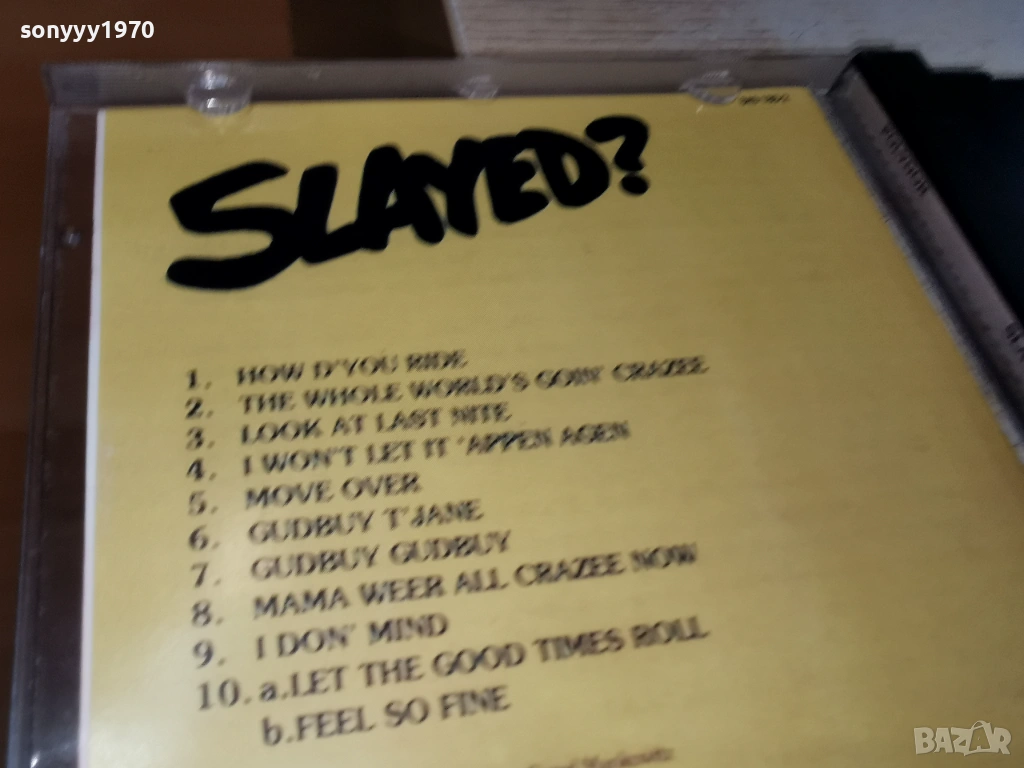 sonyyy1970
SLAYED?
1. HOW D'YOU RIDE
2. THE WHOLE WORLD'S GOIN' CRAZEE
3. LOOK AT LAST NITE
4. I WON'T LET IT 'APPEN AGEN
5. MOVE OVER
6. GUDBUY T'JANE
7. GUDBUY GUDBUY
8. MAMA WEER ALL CRAZEE NOW
9. I DON' MIND
10. a.LET THE GOOD TIMES ROLL
b.FEEL SO FINE
POLYDOR
BAZAR